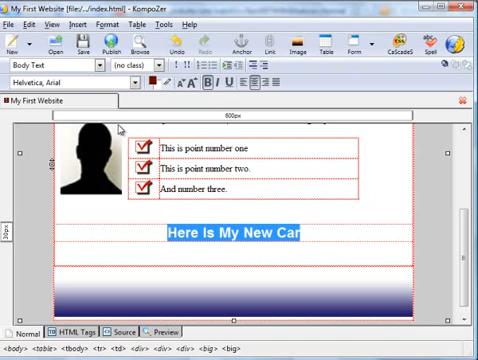 My First Website [file:/.../index.html] - KompoZer
File Edit View Insert Format Table Tools Help
New Open Save Publish Browse Undo Redo Anchor Link Image Table Form CaScadeS Spell
Body Text (no class) ! !!
Helvetica, Arial A A B I U
My First Website
600px
This is point number one
This is point number two.
And number three.
30px
Here Is My New Car
Normal HTML Tags Source Preview
<body> <table> <tbody> <tr> <td> <div> <div> <div> <big> <big>